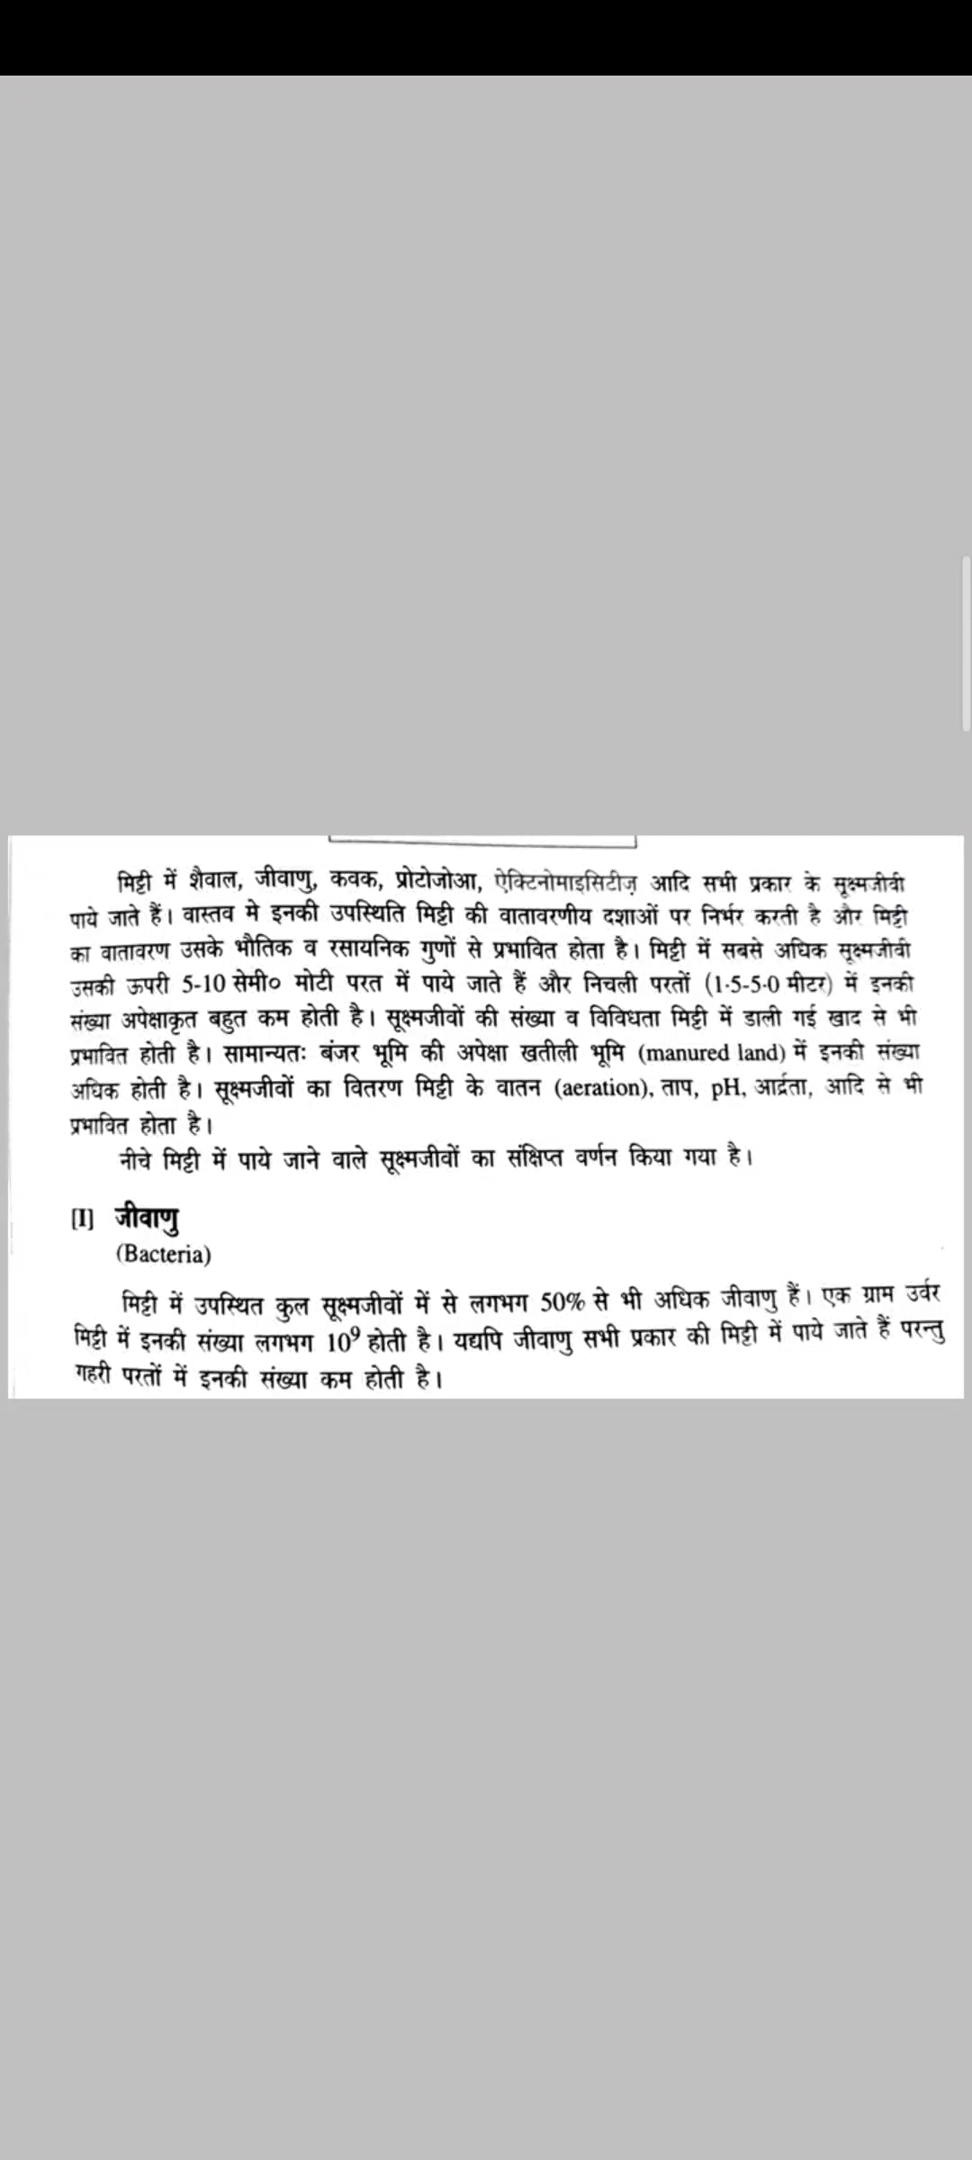 मिट्टी में शैवाल, जीवाणु, कवक, प्रोटोजोआ, ऐक्टिनोमाइसिटीज़ आदि सभी प्रकार के सूक्ष्मजीवी
पाये जाते हैं। वास्तव मे इनकी उपस्थिति मिट्टी की वातावरणीय दशाओं पर निर्भर करती है और मिट्टी
का वातावरण उसके भौतिक व रसायनिक गुणों से प्रभावित होता है। मिट्टी में सबसे अधिक सूक्ष्मजीवी
उसकी ऊपरी 5-10 सेमी० मोटी परत में पाये जाते हैं और निचली परतों (1·5-5·0 मीटर) में इनकी
संख्या अपेक्षाकृत बहुत कम होती है। सूक्ष्मजीवों की संख्या व विविधता मिट्टी में डाली गई खाद से भी
प्रभावित होती है। सामान्यतः बंजर भूमि की अपेक्षा खतीली भूमि (manured land) में इनकी संख्या
अधिक होती है। सूक्ष्मजीवों का वितरण मिट्टी के वातन (aeration), ताप, pH, आर्द्रता, आदि से भी
प्रभावित होता है।
नीचे मिट्टी में पाये जाने वाले सूक्ष्मजीवों का संक्षिप्त वर्णन किया गया है।
[I] जीवाणु
(Bacteria)
मिट्टी में उपस्थित कुल सूक्ष्मजीवों में से लगभग 50% से भी अधिक जीवाणु हैं। एक ग्राम उर्वर
मिट्टी में इनकी संख्या लगभग 10⁹ होती है। यद्यपि जीवाणु सभी प्रकार की मिट्टी में पाये जाते हैं परन्तु
गहरी परतों में इनकी संख्या कम होती है।